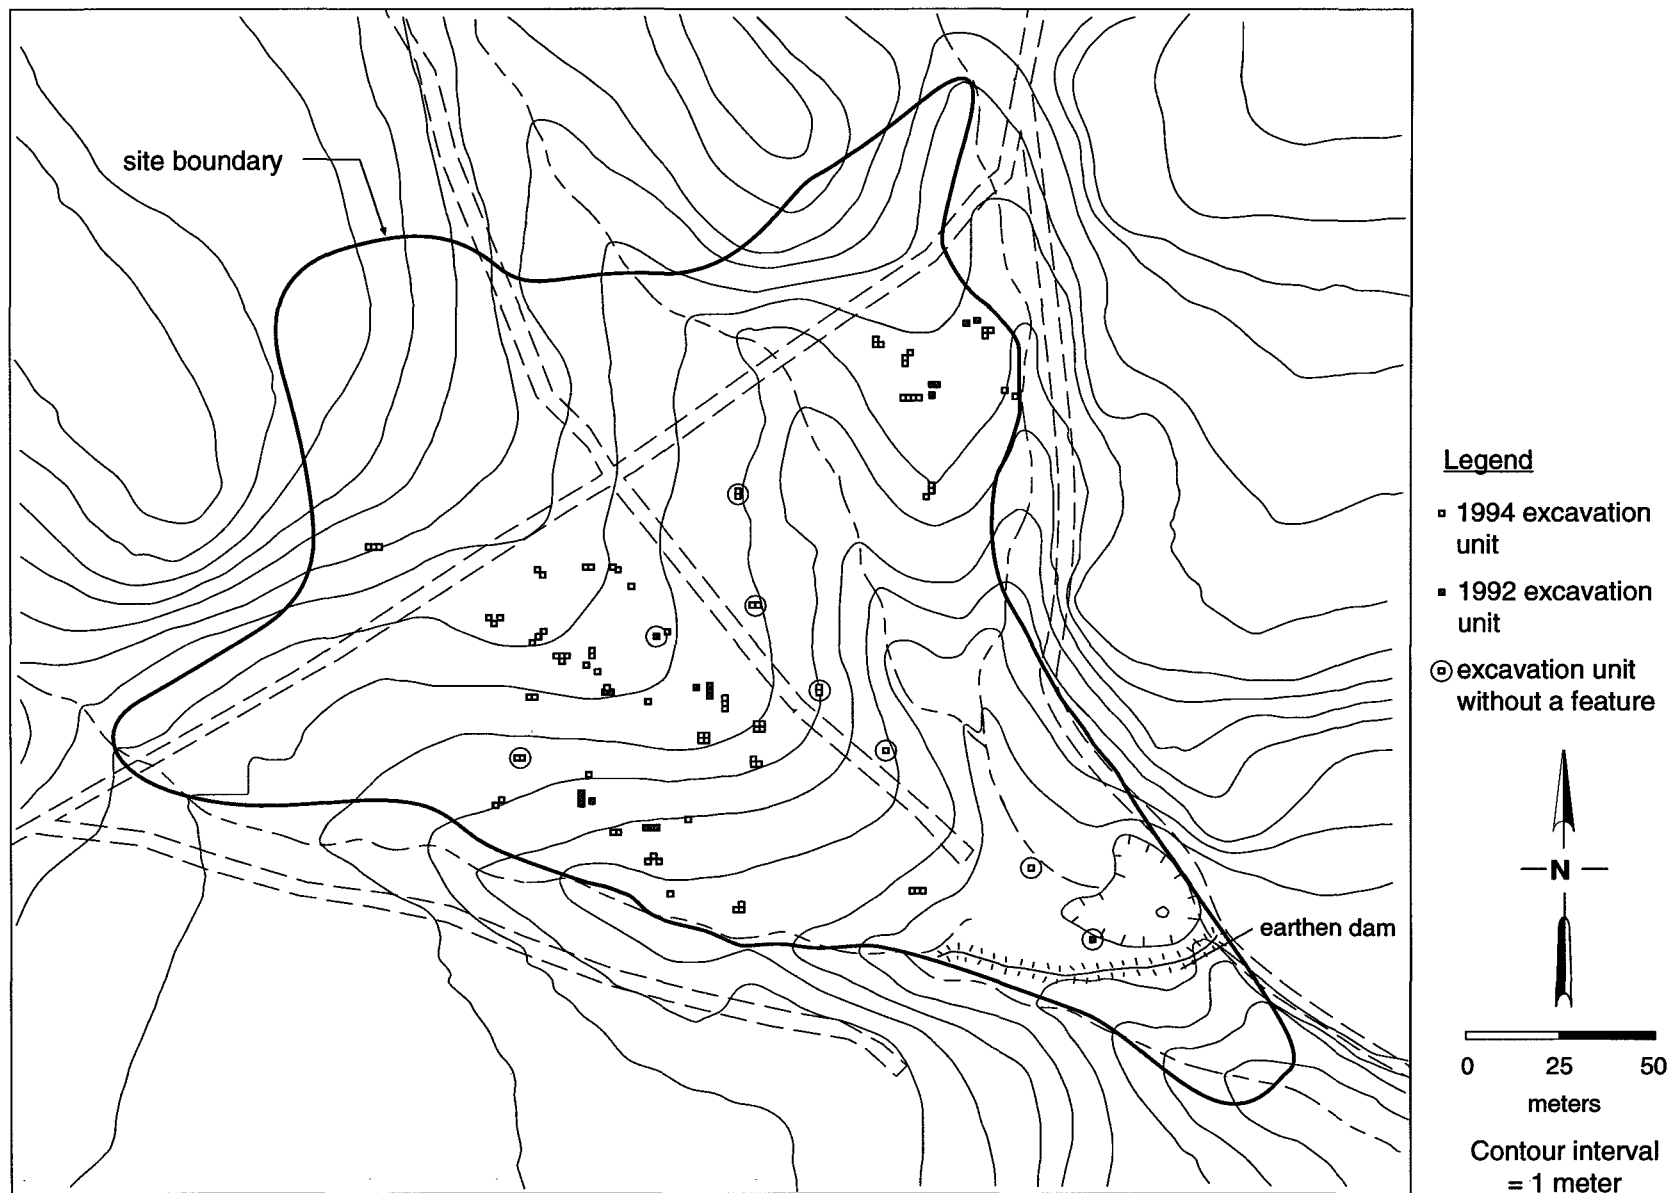 site boundary
Legend
1994 excavation
unit
1992 excavation
unit
excavation unit
without a feature
earthen dam
N
0 25 50
meters
Contour interval
= 1 meter